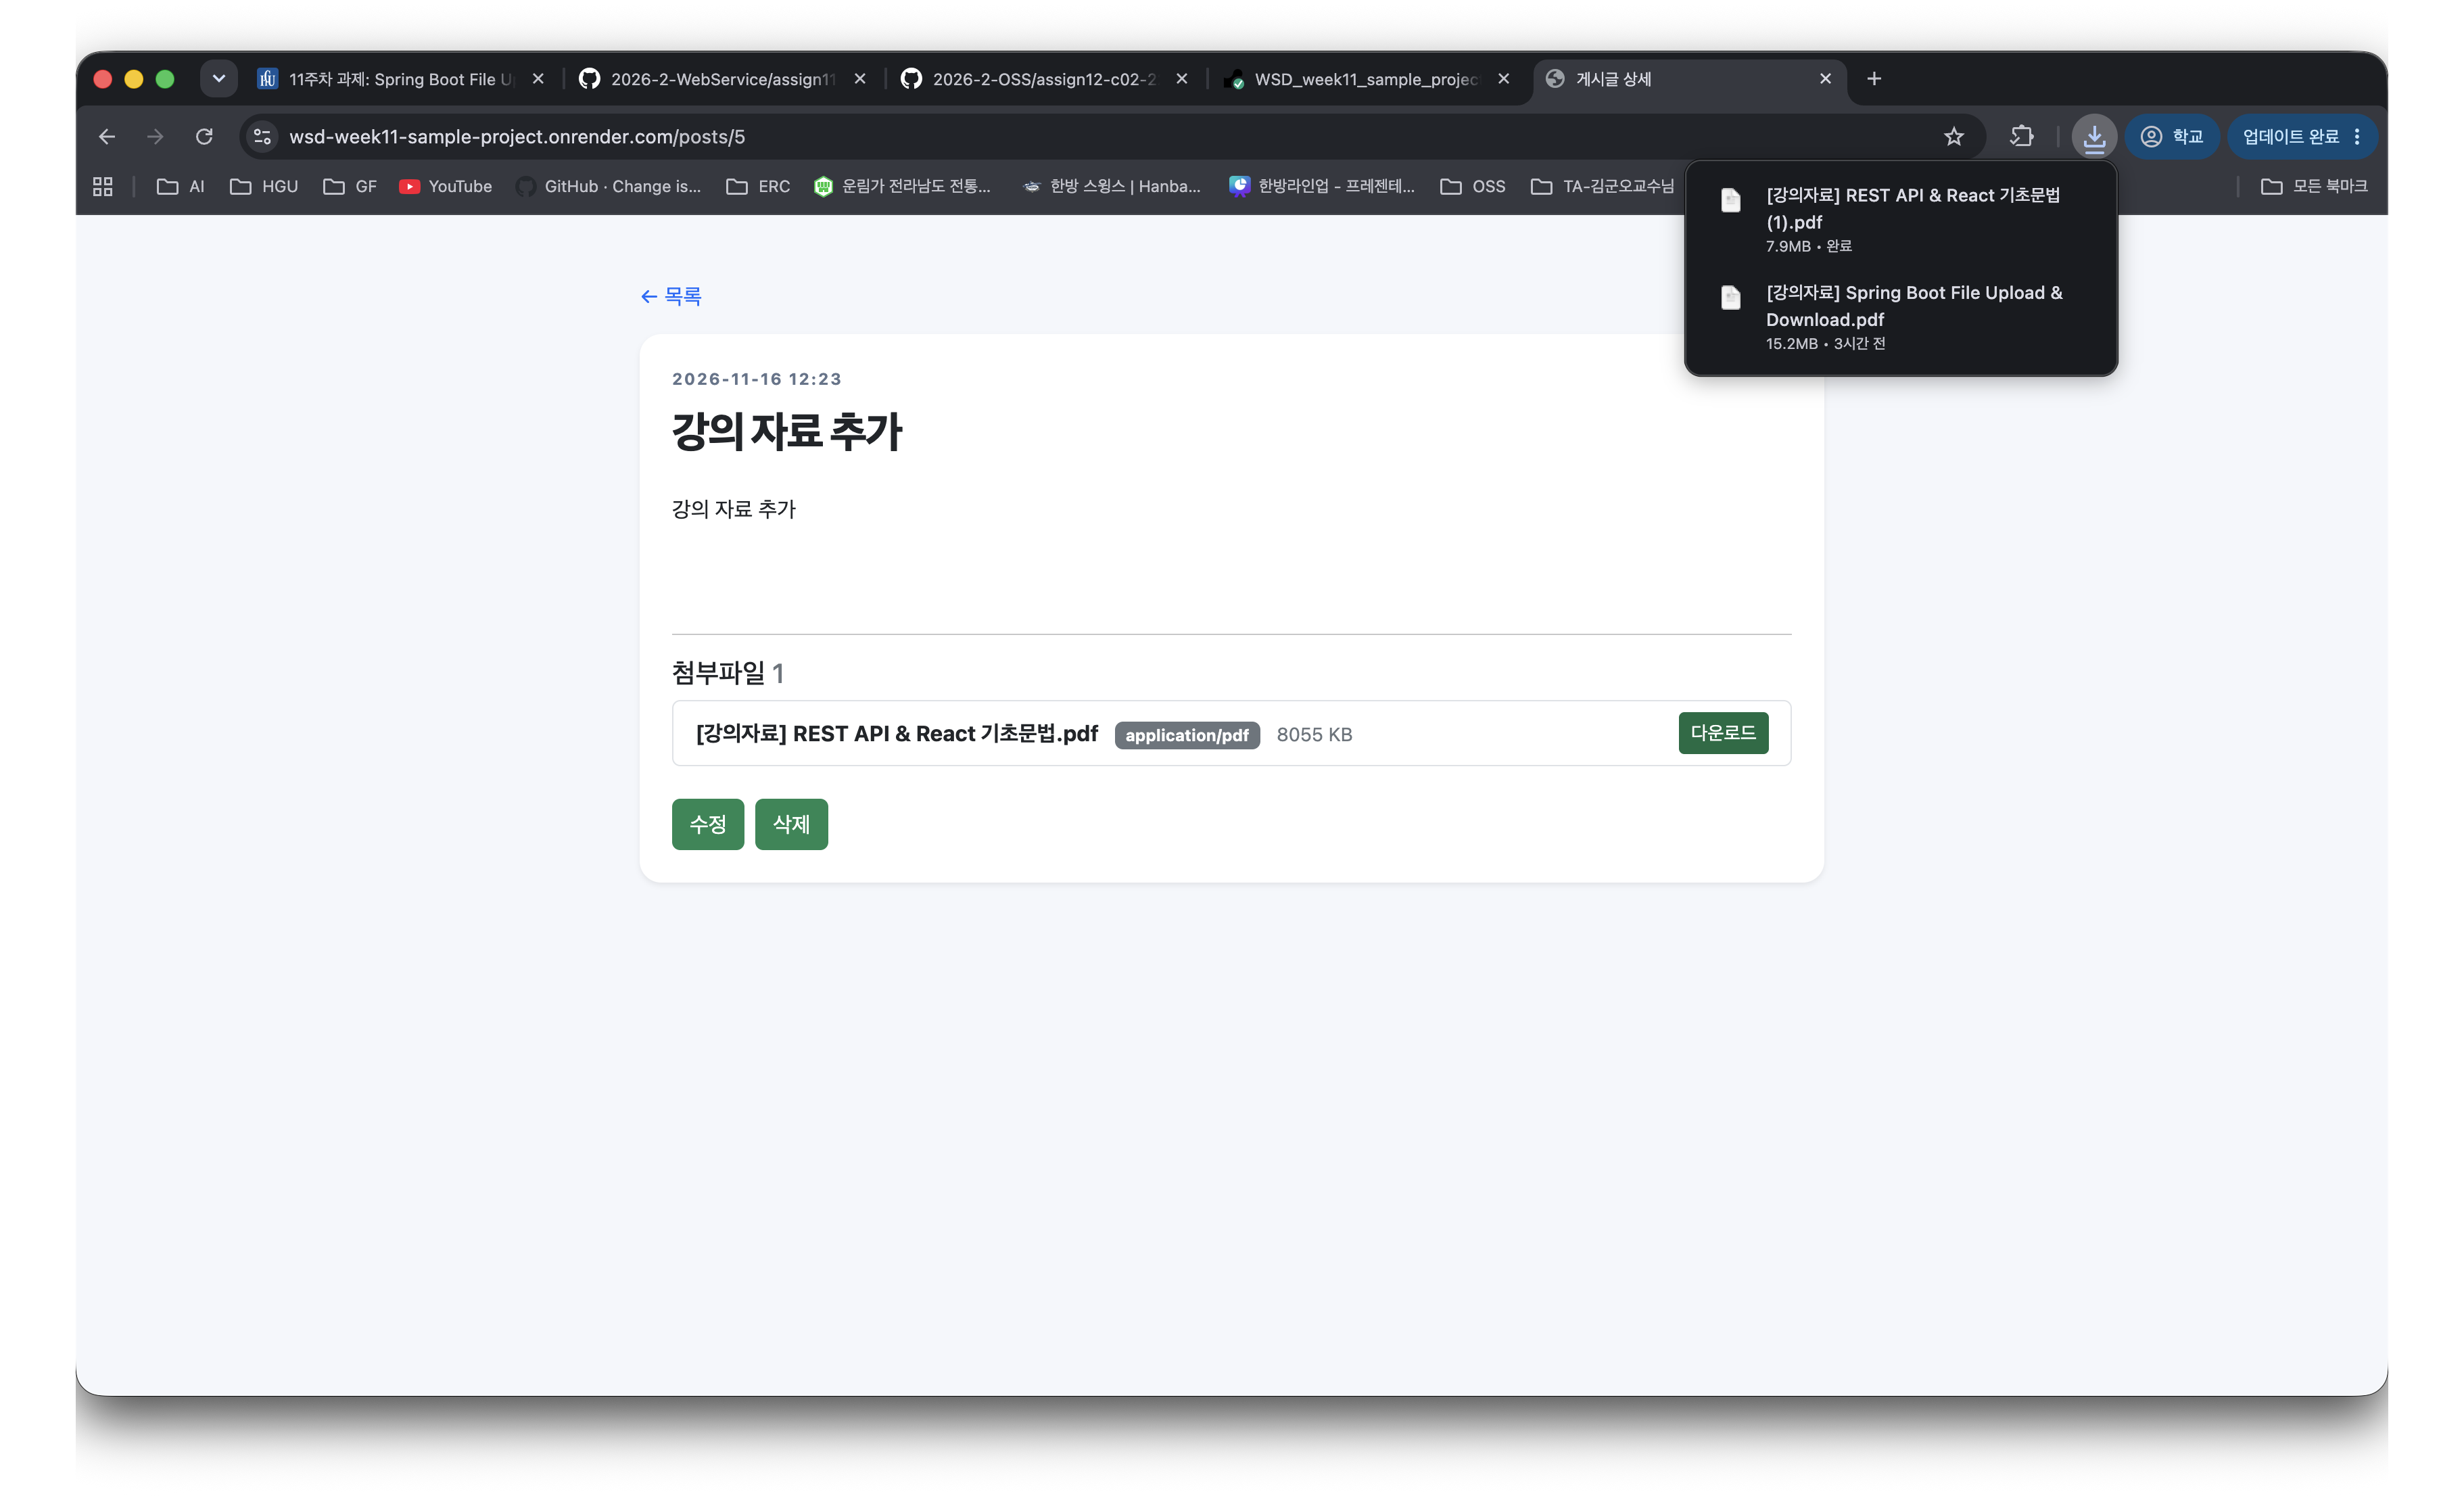 11주차 과제: Spring Boot File U
2026-2-WebService/assign11
2026-2-OSS/assign12-c02-2
WSD_week11_sample_projec
게시글 상세
wsd-week11-sample-project.onrender.com/posts/5
학교
업데이트 완료
AI
HGU
GF
YouTube
GitHub · Change is...
ERC
운림가 전라남도 전통...
한방 스윙스 | Hanba...
한방라인업 - 프레젠테...
OSS
TA-김군오교수님
모든 북마크
[강의자료] REST API & React 기초문법
(1).pdf
7.9MB • 완료
[강의자료] Spring Boot File Upload &
Download.pdf
15.2MB • 3시간 전
← 목록
2026-11-16 12:23
강의 자료 추가
강의 자료 추가
첨부파일 1
[강의자료] REST API & React 기초문법.pdf application/pdf 8055 KB 다운로드
수정 삭제